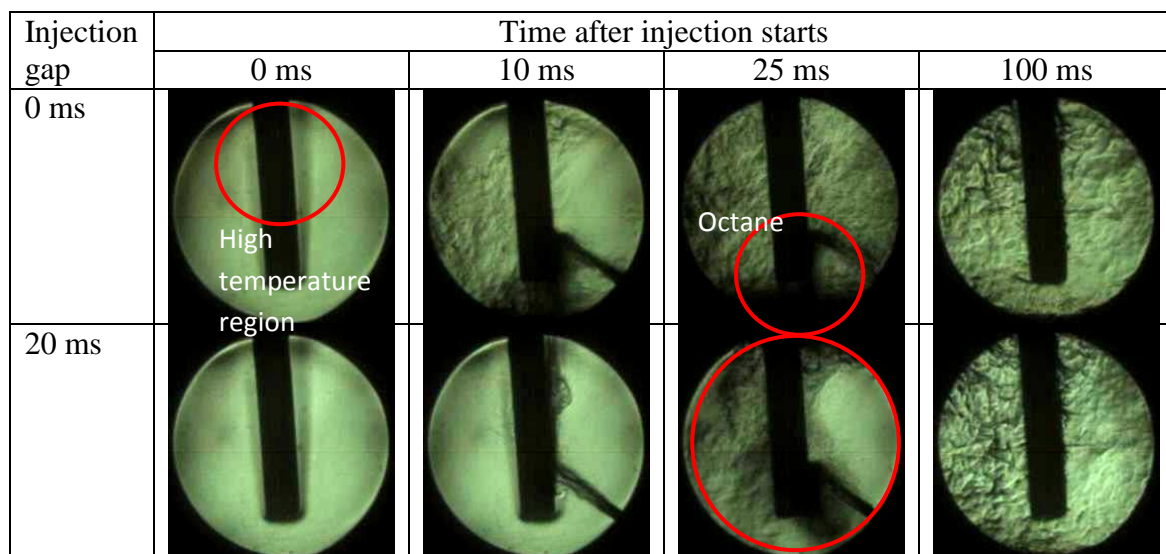 Injection gap
Time after injection starts
0 ms
10 ms
25 ms
100 ms
0 ms
High
temperature
region
Octane
20 ms